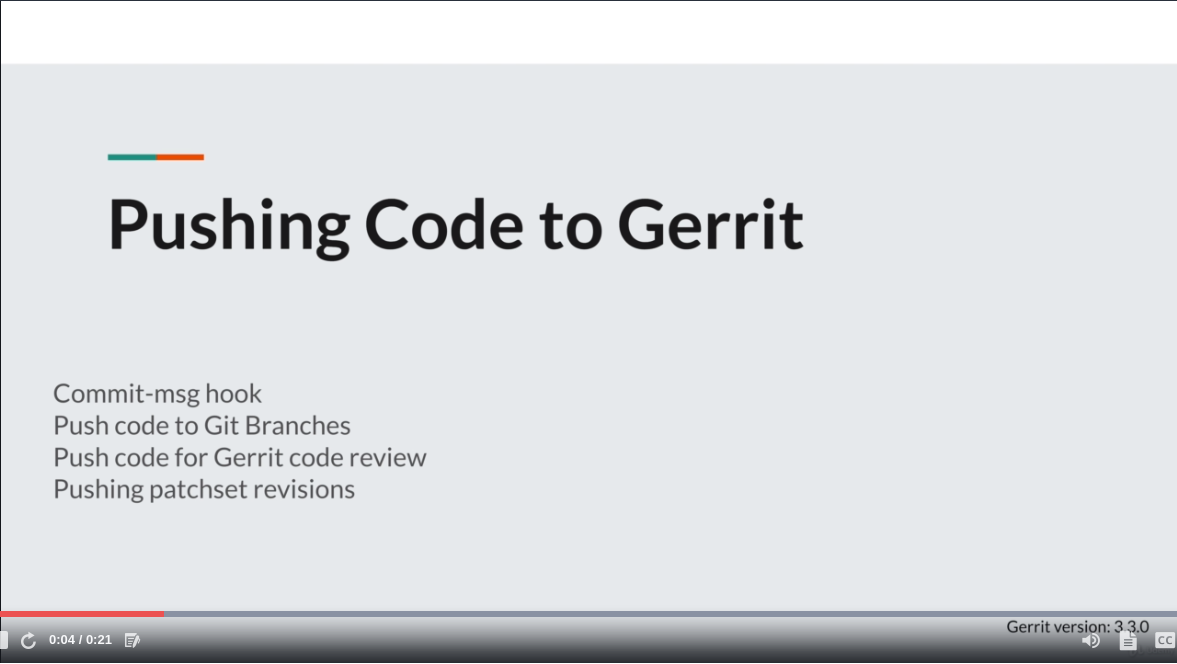 Pushing Code to Gerrit
Commit-msg hook
Push code to Git Branches
Push code for Gerrit code review
Pushing patchset revisions
Gerrit version: 3.3.0
0:04 / 0:21
CC